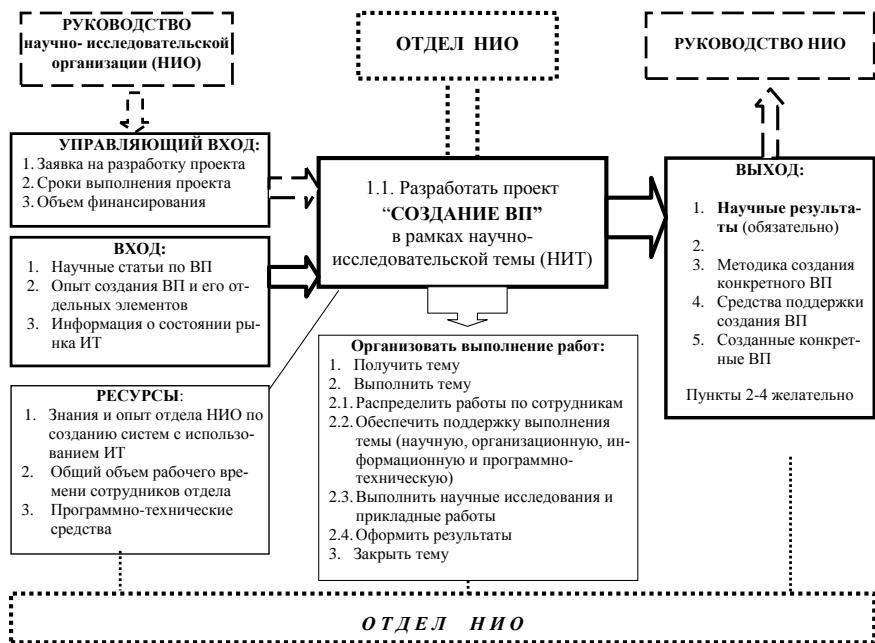 РУКОВОДСТВО
научно- исследовательской
организации (НИО)
ОТДЕЛ НИО
РУКОВОДСТВО НИО
УПРАВЛЯЮЩИЙ ВХОД:
1. Заявка на разработку проекта
2. Сроки выполнения проекта
3. Объем финансирования
ВХОД:
1. Научные статьи по ВП
2. Опыт создания ВП и его от-
дельных элементов
3. Информация о состоянии ры-
нка ИТ
РЕСУРСЫ:
1. Знания и опыт отдела НИО по
созданию систем с использо-
ванием ИТ
2. Общий объем рабочего вре-
мени сотрудников отдела
3. Программно-технические
средства
1.1. Разработать проект
“СОЗДАНИЕ ВП”
в рамках научно-
исследовательской темы (НИТ)
Организовать выполнение работ:
1. Получить тему
2. Выполнить тему
2.1. Распределить работы по сотрудникам
2.2. Обеспечить поддержку выполнения
темы (научную, организационную, ин-
формационную и программно-
техническую)
2.3. Выполнить научные исследования и
прикладные работы
2.4. Оформить результаты
3. Закрыть тему
ВЫХОД:
1. Научные результа-
ты (обязательно)
2.
3. Методика создания
конкретного ВП
4. Средства поддержки
создания ВП
5. Созданные конкрет-
ные ВП
Пункты 2-4 желательно
ОТДЕЛ НИО